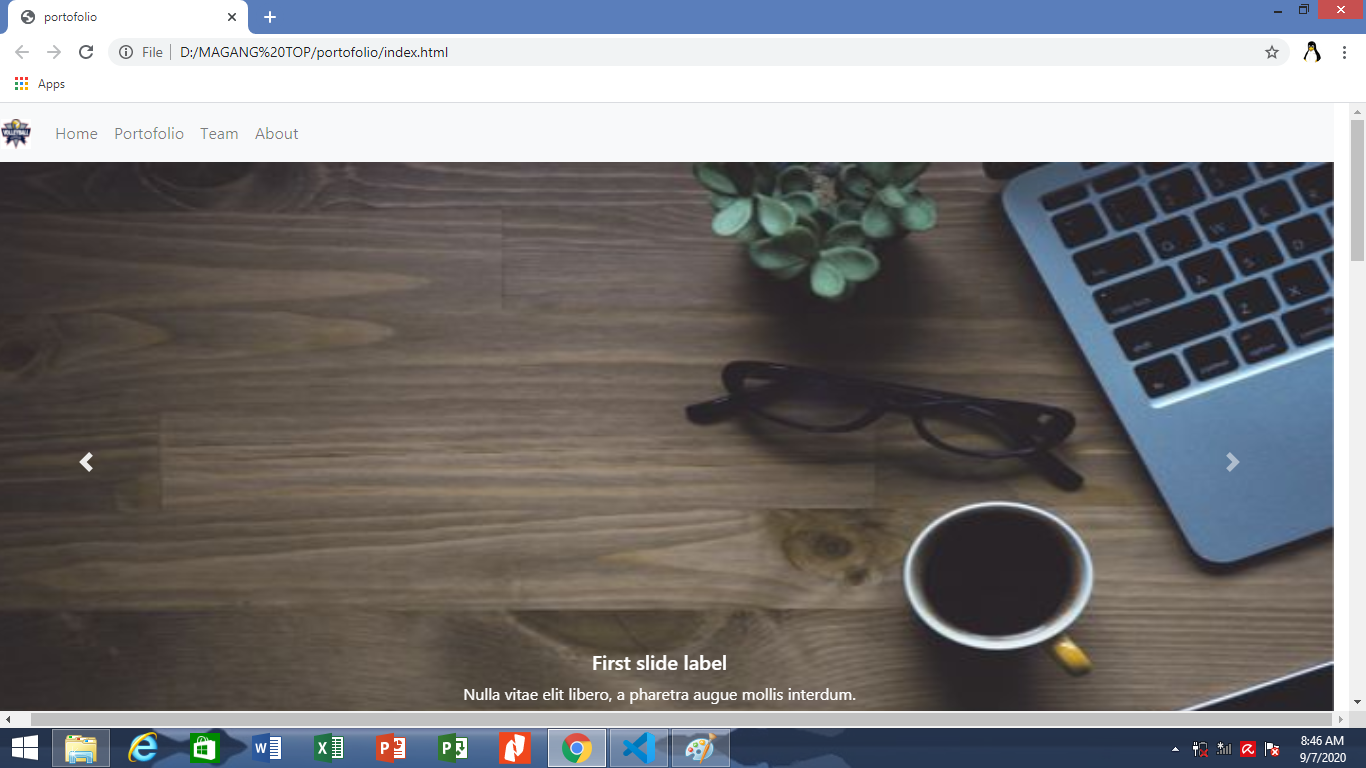 portofolio
File
D:/MAGANG%20TOP/portofolio/index.html
Apps
VOLLEYBALL
Home Portofolio Team About
First slide label
Nulla vitae elit libero, a pharetra augue mollis interdum.
8:46 AM
9/7/2020